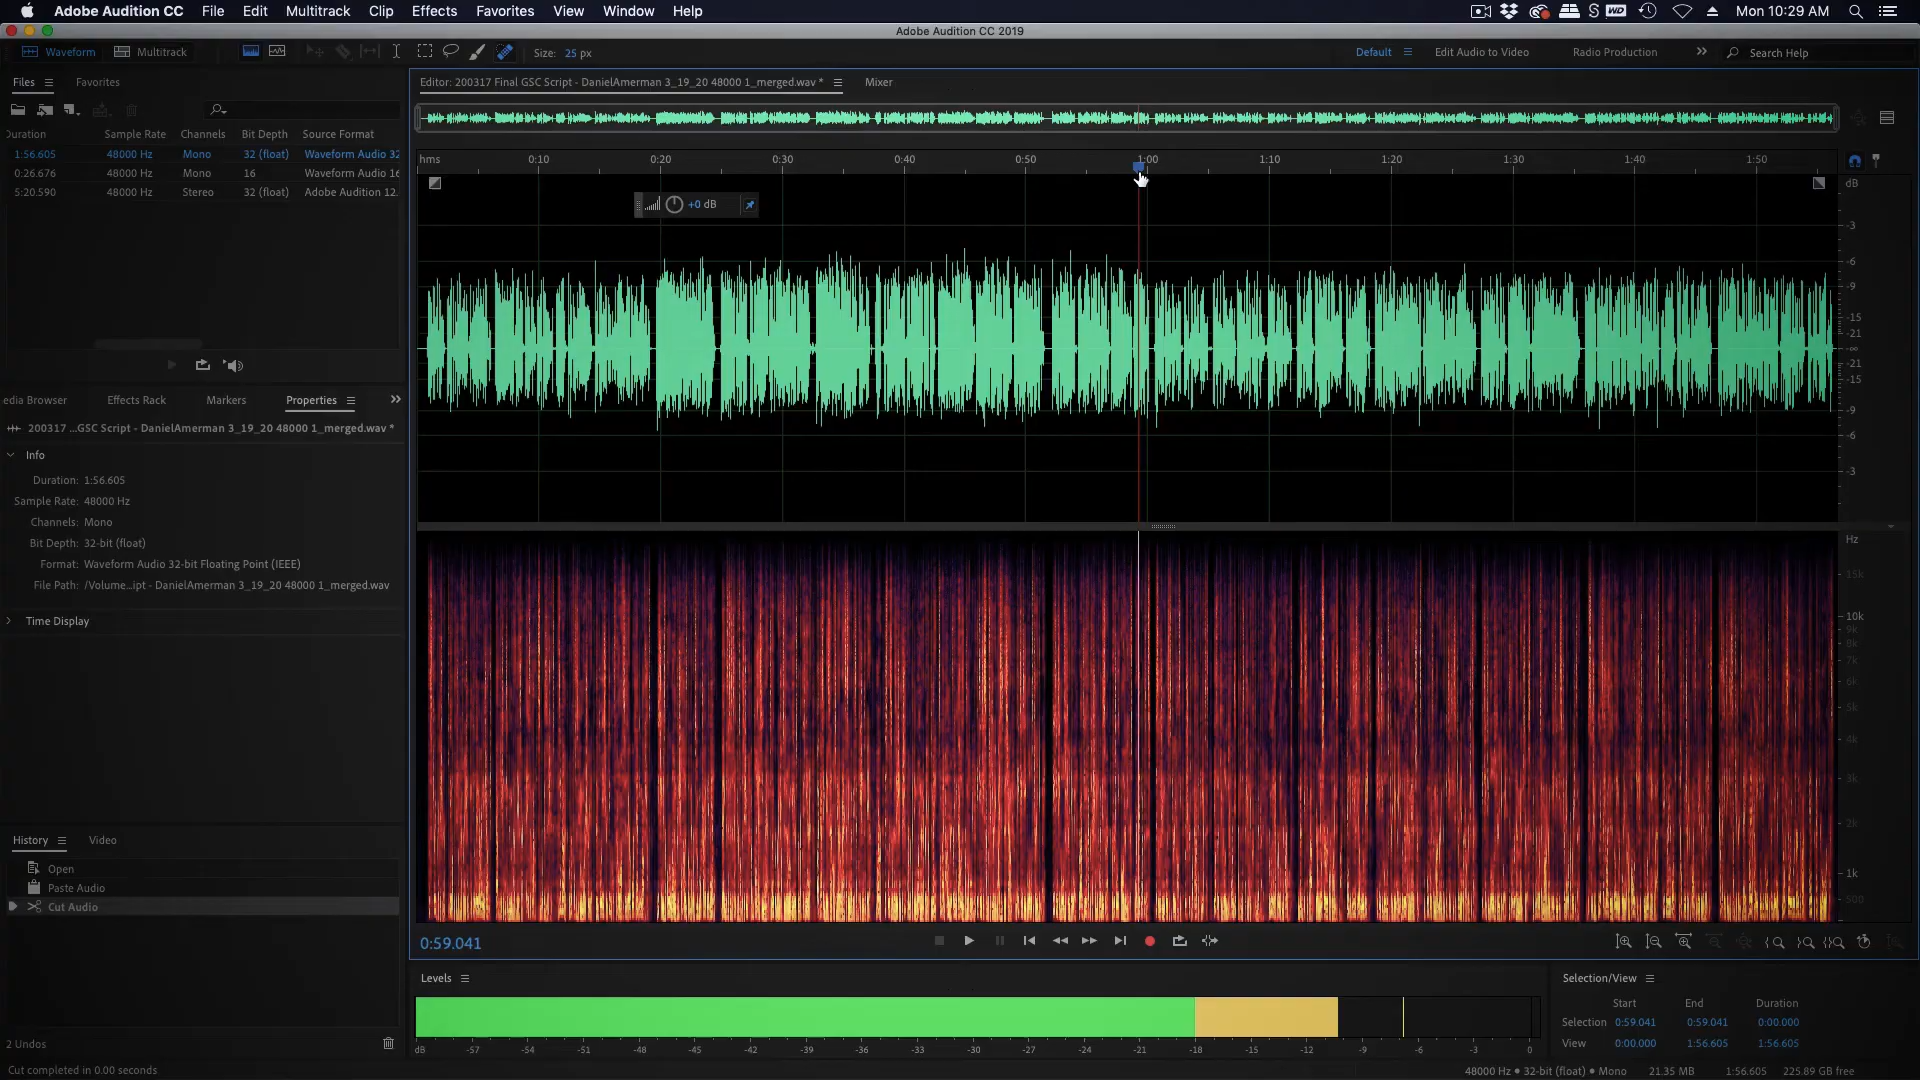 Adobe Audition CC File Edit Multitrack Clip Effects Favorites View Window Help S WD Mon 10:29 AM
Adobe Audition CC 2019
Waveform Multitrack Size: 25 px Default Edit Audio to Video Radio Production Search Help
Files Favorites
Editor: 200317 Final GSC Script - DanielAmerman 3_19_20 48000 1_merged.wav * Mixer
Duration Sample Rate Channels Bit Depth Source Format
1:56.605 48000 Hz Mono 32 (float) Waveform Audio 32
0:26.676 48000 Hz Mono 16 Waveform Audio 16
5:20.590 48000 Hz Stereo 32 (float) Adobe Audition 12.
hms 0:10 0:20 0:30 0:40 0:50 1:00 1:10 1:20 1:30 1:40 1:50
dB
+0 dB
-3
-6
-9
-15
-21
-∞
-21
-15
-9
-6
-3
edia Browser Effects Rack Markers Properties
200317 ...GSC Script - DanielAmerman 3_19_20 48000 1_merged.wav *
Info
Duration: 1:56.605
Sample Rate: 48000 Hz
Channels: Mono
Bit Depth: 32-bit (float)
Format: Waveform Audio 32-bit Floating Point (IEEE)
File Path: /Volume...ipt - DanielAmerman 3_19_20 48000 1_merged.wav
Time Display
Hz
15k
10k
9k
8k
7k
6k
5k
4k
3k
2k
1k
500
History Video
Open
Paste Audio
Cut Audio
2 Undos
0:59.041
Levels
dB -57 -54 -51 -48 -45 -42 -39 -36 -33 -30 -27 -24 -21 -18 -15 -12 -9 -6 -3 0
Selection/View
Start End Duration
Selection 0:59.041 0:59.041 0:00.000
View 0:00.000 1:56.605 1:56.605
Cut completed in 0.00 seconds
48000 Hz • 32-bit (float) • Mono 21.35 MB 1:56.605 225.89 GB free